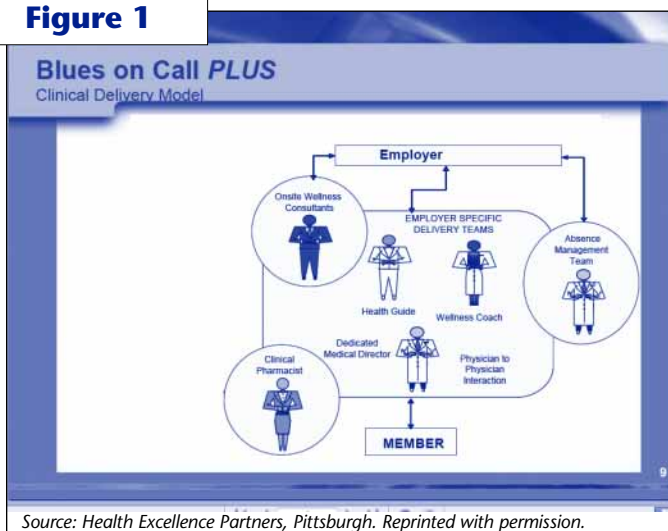 Figure 1
Blues on Call PLUS
Clinical Delivery Model
Employer
Onsite Wellness
Consultants
EMPLOYER SPECIFIC
DELIVERY TEAMS
Absence
Management
Team
Health Guide
Wellness Coach
Dedicated
Medical Director
Physician to
Physician
Interaction
Clinical
Pharmacist
MEMBER
9
Source: Health Excellence Partners, Pittsburgh. Reprinted with permission.